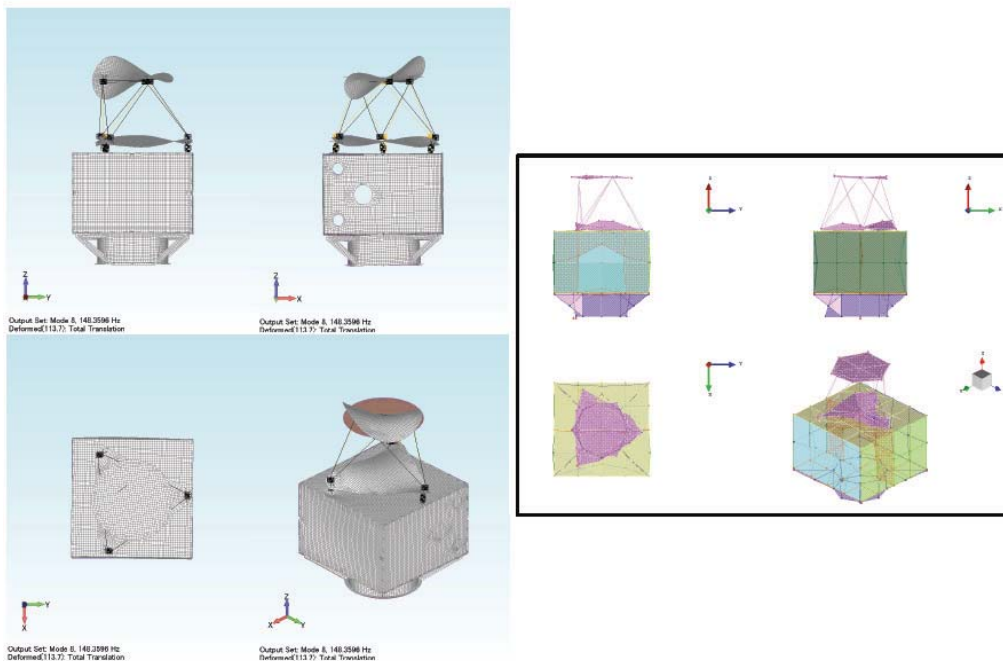 Z
Y
Z
X
Output Set: Mode 8, 148.3596 Hz
Deformed(113.7): Total Translation
Output Set: Mode 8, 148.3596 Hz
Deformed(113.7): Total Translation
Y
Y
Y
X
Z
X
Y
Output Set: Mode 8, 148.3596 Hz
Deformed(113.7): Total Translation
Output Set: Mode 8, 148.3596 Hz
Deformed(113.7): Total Translation